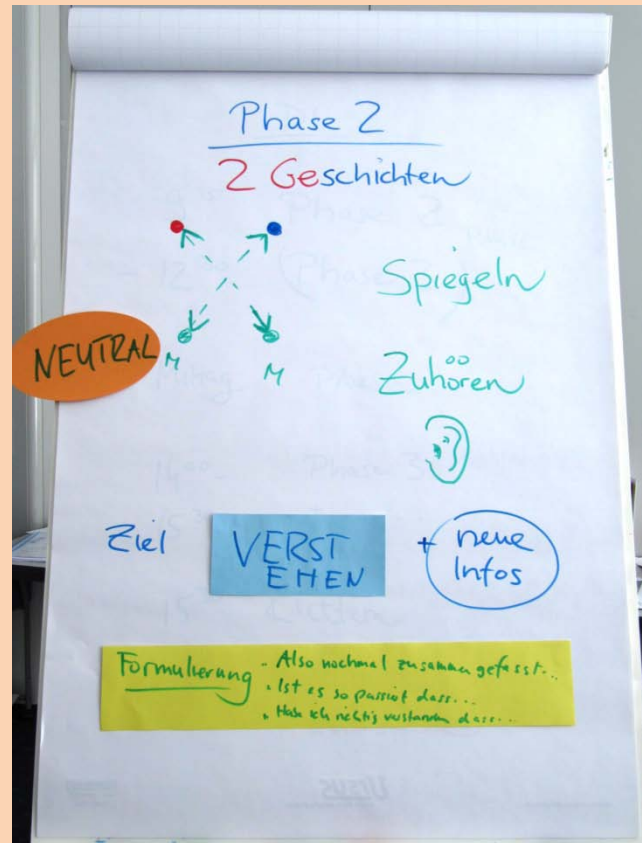 Phase 2
2 Geschichten
Spiegeln
NEUTRAL
M M
Zuhören
Ziel
VERST
EHEN
+ neue
Infos
Formulierung
- Also nochmal zusammengefasst...
• Ist es so passiert dass...
• Habe ich richtig verstanden dass...